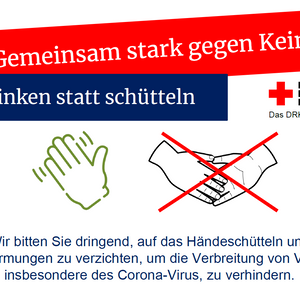 Gemeinsam stark gegen Kei
inken statt schütteln
Das DRK
Wir bitten Sie dringend, auf das Händeschütteln un
rmungen zu verzichten, um die Verbreitung von V
insbesondere des Corona-Virus, zu verhindern.